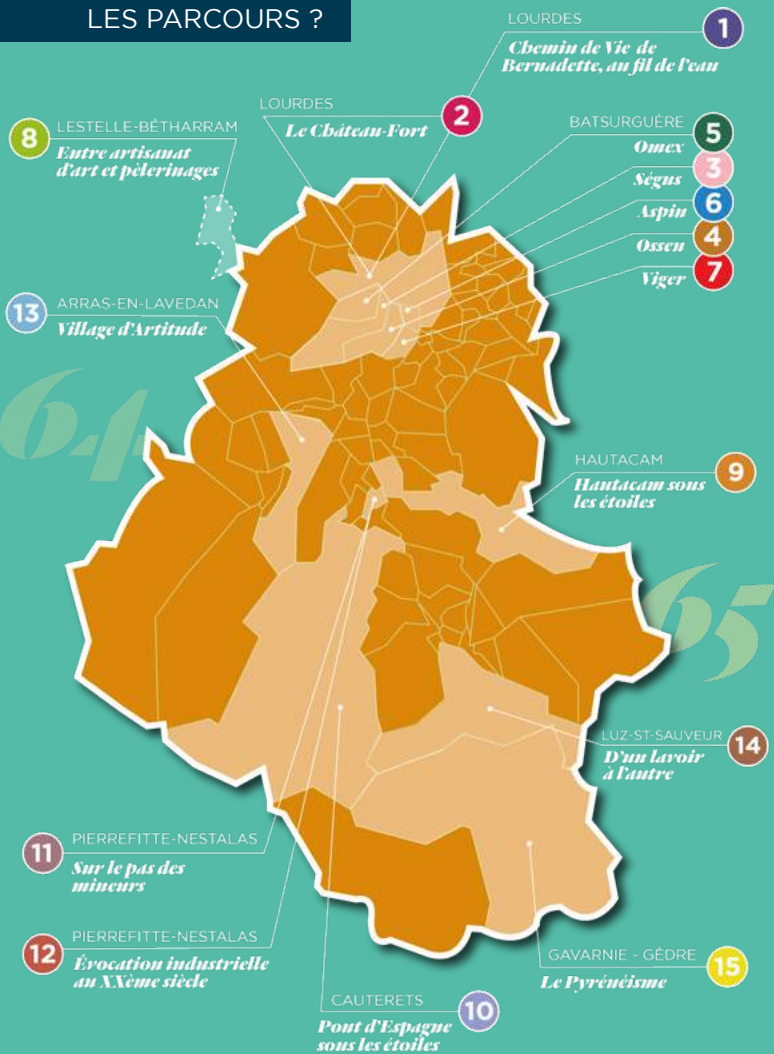 LES PARCOURS ?
LOURDES
1
Chemin de Vie de
Bernadette, au fil de l'eau
LOURDES
2
Le Château-Fort
8
LESTELLE-BÉTHARRAM
Entre artisanat
d'art et pèlerinages
BATSURGUÈRE
5
Omex
3
Ségus
6
Aspin
4
Ossen
7
Viger
13
ARRAS-EN-LAVEDAN
Village d'Artitude
64
HAUTACAM
9
Hautacam sous
les étoiles
65
LUZ-ST-SAUVEUR
14
D'un lavoir
à l'autre
11
PIERREFITTE-NESTALAS
Sur le pas des
mineurs
12
PIERREFITTE-NESTALAS
Évocation industrielle
au XXème siècle
GAVARNIE - GÈDRE
15
Le Pyrénéisme
CAUTERETS
10
Pont d'Espagne
sous les étoiles